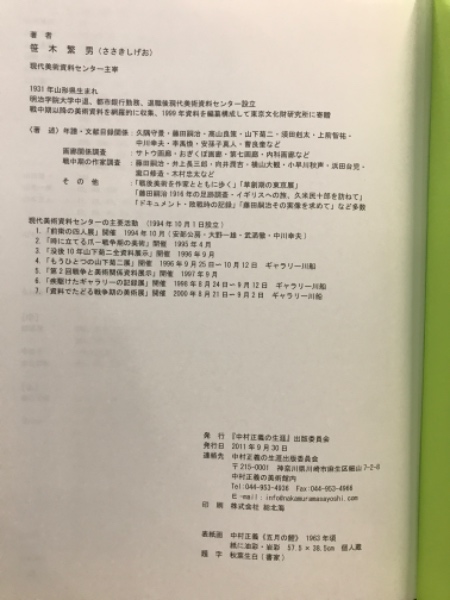 著 者
笹 木 繁 男（ささきしげお）
現代美術資料センター主宰
1931年山形県生まれ
明治学院大学中退、都市銀行勤務、退職後現代美術資料センター設立
戦中期以降の美術資料を網羅的に収集、1999年資料を編纂構成して東京文化財研究所に寄贈
（著 述）年譜・文献目録関係：久隅守景・藤田嗣治・高山良策・山下菊二・須田剋太・上原智祐・
中川幸夫・李禹煥・安孫子真人・曹良奎など
画廊関係調査：サトウ画廊・おぎくぼ画廊・第七画廊・内科画廊など
戦中期の作家調査：藤田嗣治・井上長三郎・向井潤吉・横山大観・小早川秋声・浜田台児・
瀧口修造・木村忠太など
そ の 他：「戦後美術を作家とともに歩く」「草創期の東京展」
「藤田嗣治1916年の足跡調査・イギリスへの旅、久米民十郎を訪ねて」
「ドキュメント・陸戦時の記録」「藤田嗣治その実像を求めて」など多数
現代美術資料センターの主要活動 （1994年10月1日設立）
1.「前衛の四人展」開催 1994年10月（安部公房・大野一雄・武満徹・中川幸夫）
2.「時に立てる爪－戦争期の美術」開催 1995年4月
3.「没後10年山下菊二全資料展示」開催 1996年9月
4.「もうひとつの山下菊二展」開催 1996年9月25日～10月12日 ギャラリー川船
5.「第2回戦争と美術関係資料展示」開催 1997年9月
6.「疾駆けたギャラリーの記録展」開催 1998年8月24日～9月12日 ギャラリー川船
7.「資料でたどる戦争期の美術展」開催 2000年8月21日～9月2日 ギャラリー川船
発 行 『中村正義の生涯』出版委員会
発行日 2011年9月30日
連絡先 中村正義の生涯出版委員会
〒215-0001 神奈川県川崎市麻生区細山7-2-8
中村正義の美術館内
Tel:044-953-4936 Fax:044-953-4966
E-mail：info@nakamuramasayoshi.com
印 刷 株式会社 総北海
表紙画 中村正義《五月の鯉》 1963年頃
紙に油彩・岩彩 57.5×38.5cm 個人蔵
題 字 秋葉生白（書家）